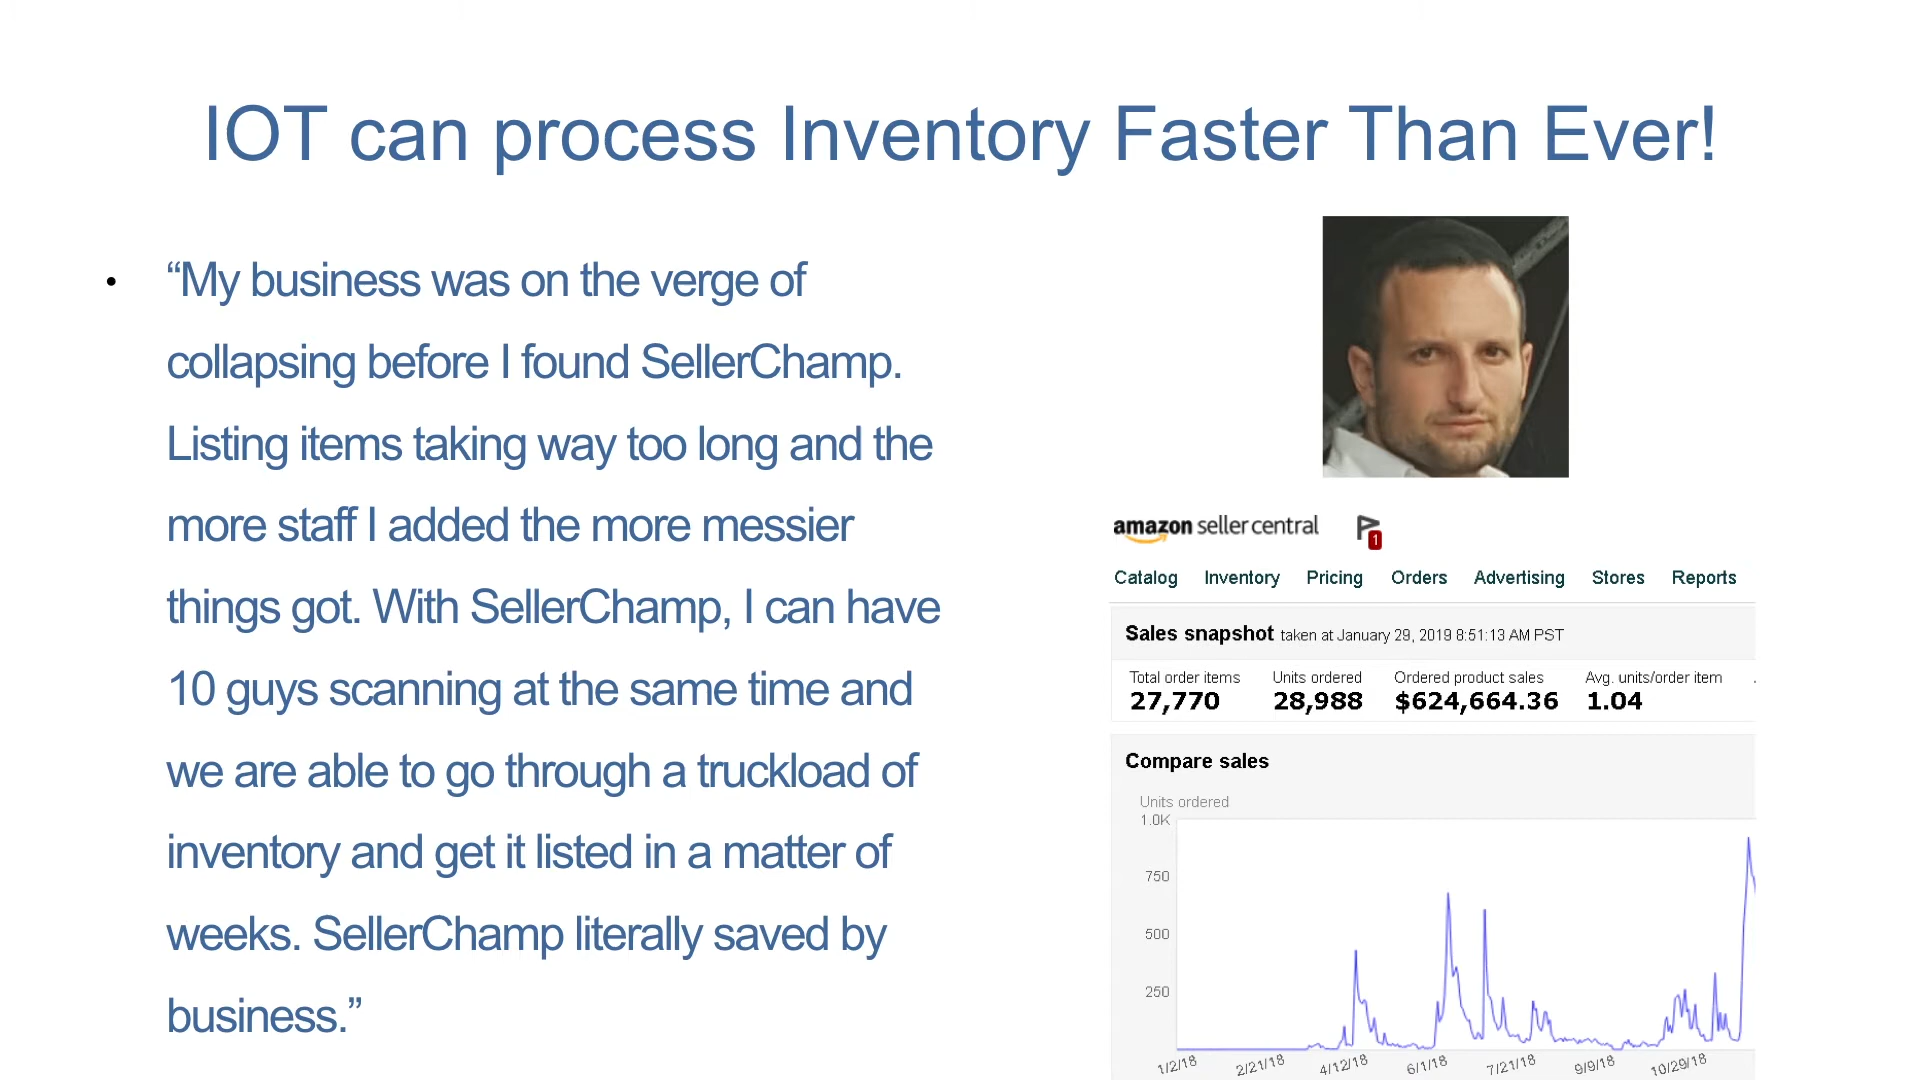 IOT can process Inventory Faster Than Ever!
• “My business was on the verge of
collapsing before I found SellerChamp.
Listing items taking way too long and the
more staff I added the more messier
things got. With SellerChamp, I can have
10 guys scanning at the same time and
we are able to go through a truckload of
inventory and get it listed in a matter of
weeks. SellerChamp literally saved by
business.”
amazon seller central 1
Catalog Inventory Pricing Orders Advertising Stores Reports
Sales snapshot taken at January 29, 2019 8:51:13 AM PST
Total order items Units ordered Ordered product sales Avg. units/order item
27,770 28,988 $624,664.36 1.04
Compare sales
Units ordered
1.0K
750
500
250
1/2/18 2/21/18 4/12/18 6/1/18 7/21/18 9/9/18 10/29/18